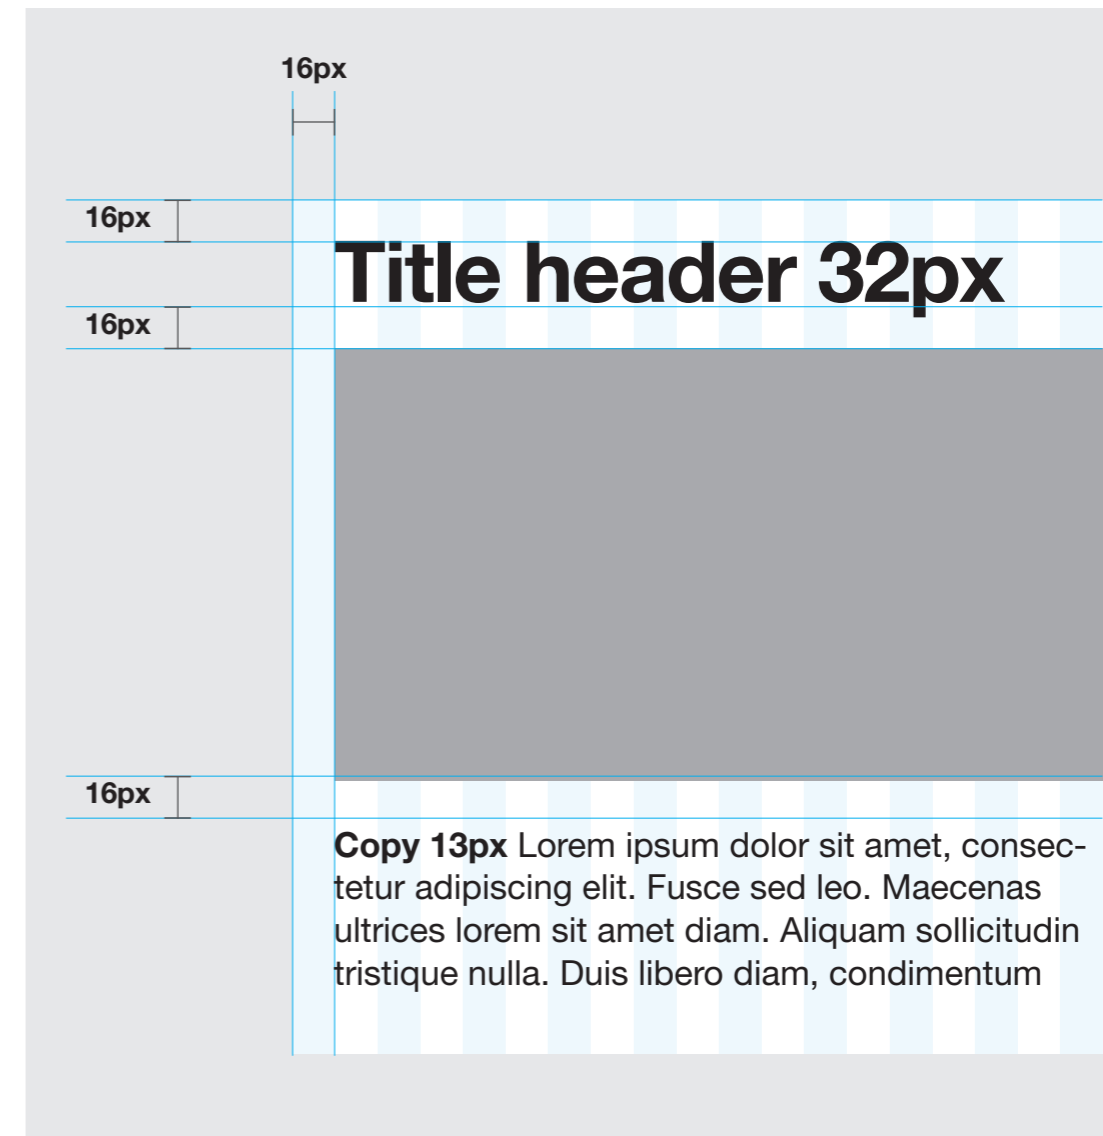 16px
16px
Title header 32px
16px
16px
Copy 13px Lorem ipsum dolor sit amet, consec-
tetur adipiscing elit. Fusce sed leo. Maecenas
ultrices lorem sit amet diam. Aliquam sollicitudin
tristique nulla. Duis libero diam, condimentum